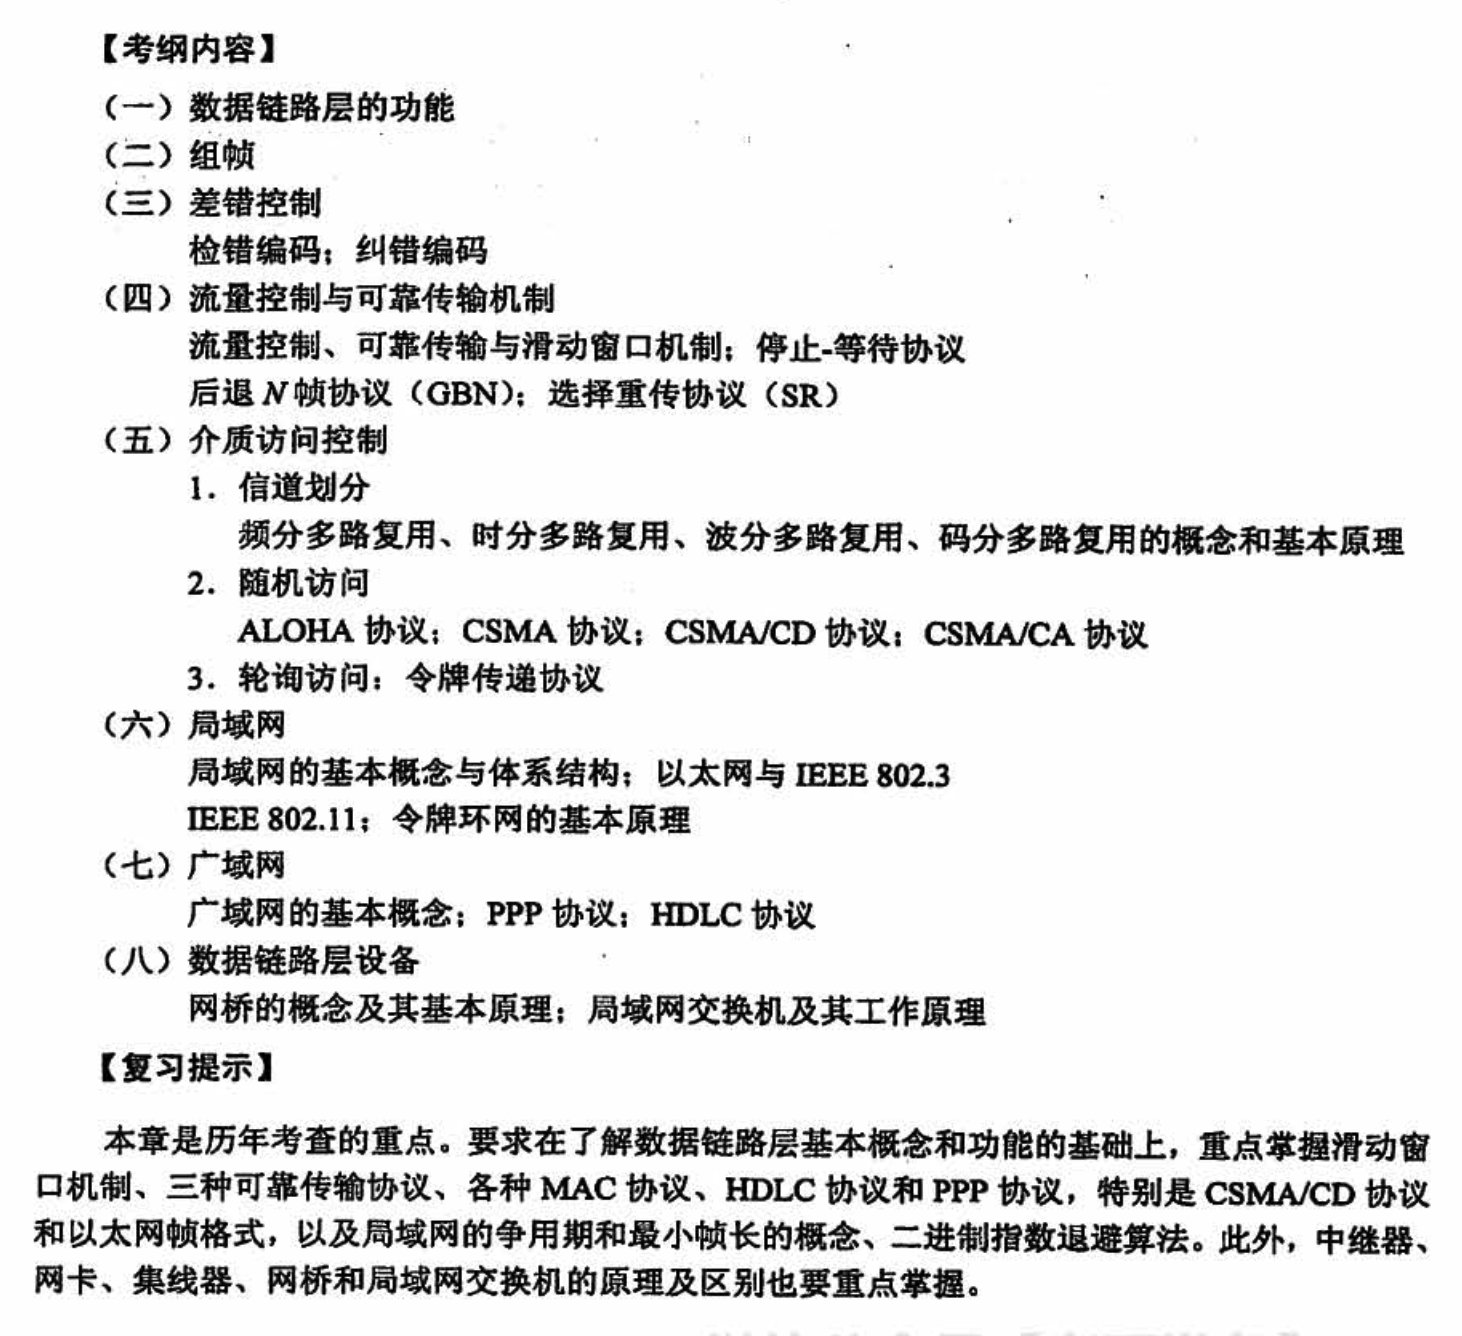 【考纲内容】
（一）数据链路层的功能
（二）组帧
（三）差错控制
检错编码；纠错编码
（四）流量控制与可靠传输机制
流量控制、可靠传输与滑动窗口机制；停止-等待协议
后退 N 帧协议（GBN）；选择重传协议（SR）
（五）介质访问控制
1．信道划分
频分多路复用、时分多路复用、波分多路复用、码分多路复用的概念和基本原理
2．随机访问
ALOHA 协议；CSMA 协议；CSMA/CD 协议；CSMA/CA 协议
3．轮询访问：令牌传递协议
（六）局域网
局域网的基本概念与体系结构；以太网与 IEEE 802.3
IEEE 802.11；令牌环网的基本原理
（七）广域网
广域网的基本概念；PPP 协议；HDLC 协议
（八）数据链路层设备
网桥的概念及其基本原理；局域网交换机及其工作原理
【复习提示】
本章是历年考查的重点。要求在了解数据链路层基本概念和功能的基础上，重点掌握滑动窗
口机制、三种可靠传输协议、各种 MAC 协议、HDLC 协议和 PPP 协议，特别是 CSMA/CD 协议
和以太网帧格式，以及局域网的争用期和最小帧长的概念、二进制指数退避算法。此外，中继器、
网卡、集线器、网桥和局域网交换机的原理及区别也要重点掌握。